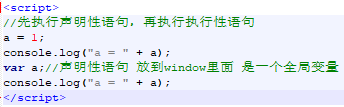 <script>
//先执行声明性语句，再执行执行性语句
a = 1;
console.log("a = " + a);
var a;//声明性语句 放到window里面 是一个全局变量
console.log("a = " + a);
</script>